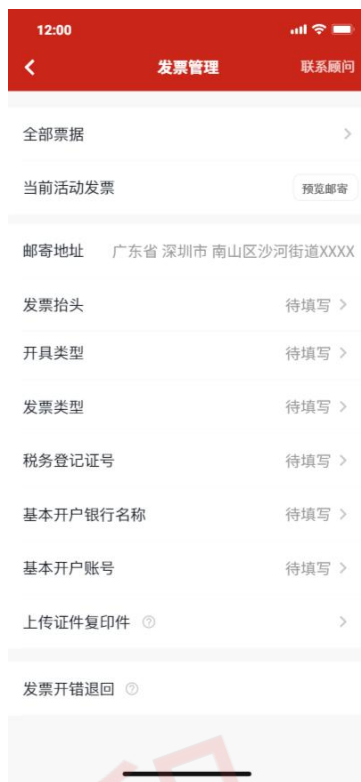 12:00
发票管理 联系顾问
全部票据
当前活动发票 预览邮寄
邮寄地址 广东省 深圳市 南山区沙河街道XXXX
发票抬头 待填写
开具类型 待填写
发票类型 待填写
税务登记证号 待填写
基本开户银行名称 待填写
基本开户账号 待填写
上传证件复印件
发票开错退回